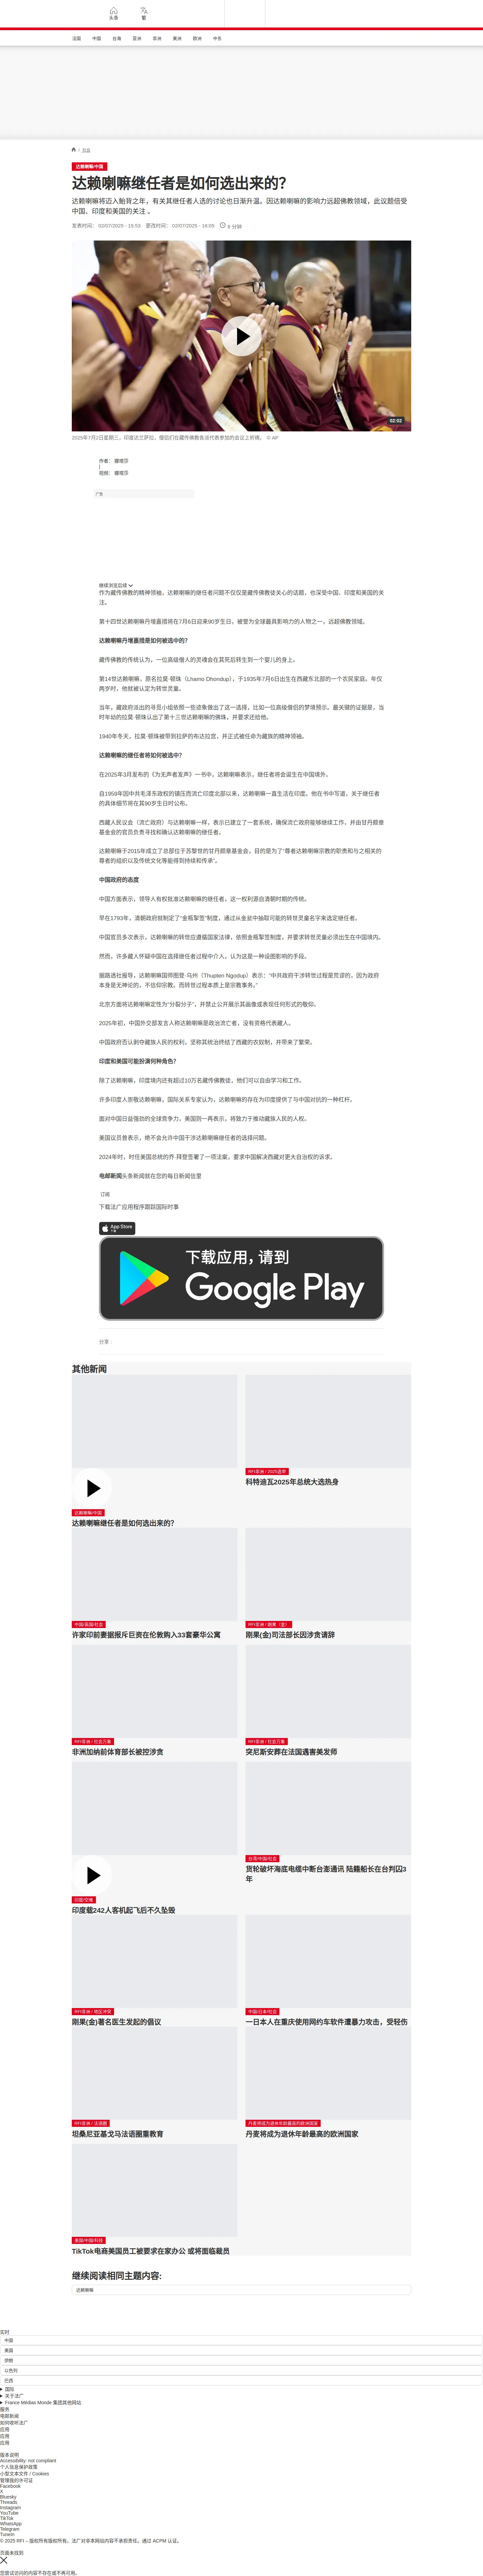 头条
繁
法国
中国
台海
亚洲
非洲
美洲
欧洲
中东
/ 政治
达赖喇嘛/中国
达赖喇嘛继任者是如何选出来的?
达赖喇嘛将迈入鲐背之年，有关其继任者人选的讨论也日渐升温。因达赖喇嘛的影响力远超佛教领域，此议题倍受中国、印度和美国的关注 。
发表时间： 02/07/2025 - 15:53 更改时间： 02/07/2025 - 16:05 6 分钟
02:02
2025年7月2日星期三，印度达兰萨拉，僧侣们在藏传佛教各派代表参加的会议上祈祷。 © AP
作者：
|
视频：
广告
继续浏览后续
作为藏传佛教的精神领袖，达赖喇嘛的继任者问题不仅仅是藏传佛教徒关心的话题，也深受中国、印度和美国的关注。
第十四世达赖喇嘛丹增嘉措将在7月6日迎来90岁生日，被誉为全球最具影响力的人物之一，远超佛教领域。
达赖喇嘛丹增嘉措是如何被选中的?
藏传佛教的传统认为，一位高级僧人的灵魂会在其死后转生到一个婴儿的身上。
第14世达赖喇嘛，原名拉莫·顿珠（Lhamo Dhondup），于1935年7月6日出生在西藏东北部的一个农民家庭。年仅两岁时，他就被认定为转世灵童。
当年，藏政府派出的寻觅小组依照一些迹象做出了这一选择，比如一位高级僧侣的梦境预示。最关键的证据是，当时年幼的拉莫·顿珠认出了第十三世达赖喇嘛的佛珠，并要求还给他。
1940年冬天，拉莫·顿珠被带到拉萨的布达拉宫，并正式被任命为藏族的精神领袖。
达赖喇嘛的继任者将如何被选中?
在2025年3月发布的《为无声者发声》一书中，达赖喇嘛表示，继任者将会诞生在中国境外。
自1959年因中共毛泽东政权的镇压而流亡印度北部以来，达赖喇嘛一直生活在印度。他在书中写道，关于继任者的具体细节将在其90岁生日时公布。
西藏人民议会（流亡政府）与达赖喇嘛一样，表示已建立了一套系统，确保流亡政府能够继续工作，并由甘丹颇章基金会的官员负责寻找和确认达赖喇嘛的继任者。
达赖喇嘛于2015年成立了总部位于苏黎世的甘丹颇章基金会，目的是为了“尊者达赖喇嘛宗教的职责和与之相关的尊者的组织以及传统文化等能得到持续和传承”。
中国政府的态度
中国方面表示，领导人有权批准达赖喇嘛的继任者，这一权利源自清朝时期的传统。
早在1793年，清朝政府就制定了“金瓶掣签”制度，通过从金瓮中抽取可能的转世灵童名字来选定继任者。
中国官员多次表示，达赖喇嘛的转世应遵循国家法律，依照金瓶掣签制度，并要求转世灵童必须出生在中国境内。
然而，许多藏人怀疑中国在选择继任者过程中介入，认为这是一种设图影响的手段。
据路透社报导，达赖喇嘛国师图登·乌州（Thupten Ngodup）表示：“中共政府干涉转世过程是荒谬的，因为政府本身是无神论的，不信仰宗教，而转世过程本质上是宗教事务。”
北京方面将达赖喇嘛定性为“分裂分子”，并禁止公开展示其画像或表现任何形式的敬仰。
2025年初，中国外交部发言人称达赖喇嘛是政治流亡者，没有资格代表藏人。
中国政府否认剥夺藏族人民的权利，坚称其统治终结了西藏的农奴制，并带来了繁荣。
印度和美国可能扮演何种角色?
除了达赖喇嘛，印度境内还有超过10万名藏传佛教徒，他们可以自由学习和工作。
许多印度人崇敬达赖喇嘛，国际关系专家认为，达赖喇嘛的存在为印度提供了与中国对抗的一种杠杆。
面对中国日益强劲的全球竞争力，美国则一再表示，将致力于推动藏族人民的人权。
美国议员曾表示，绝不会允许中国干涉达赖喇嘛继任者的选择问题。
2024年时，时任美国总统的乔·拜登签署了一项法案，要求中国解决西藏对更大自治权的诉求。
电邮新闻头条新闻就在您的每日新闻信里
订阅
下载法广应用程序跟踪国际时事
App Store
下载应用，请到
Google Play
分享 :
其他新闻
达赖喇嘛/中国
达赖喇嘛继任者是如何选出来的?
RFI非洲 / 2025选举
科特迪瓦2025年总统大选热身
中国/英国/社会
许家印前妻据报斥巨资在伦敦购入33套豪华公寓
RFI非洲 / 刚果（金）
刚果(金)司法部长因涉贪请辞
RFI非洲 / 社会万象
非洲加纳前体育部长被控涉贪
RFI非洲 / 社会万象
突尼斯安葬在法国遇害美发师
印度/空难
印度载242人客机起飞后不久坠毁
台湾/中国/社会
货轮破坏海底电缆中断台澎通讯 陆籍船长在台判囚3年
RFI非洲 / 地区冲突
刚果(金)著名医生发起的倡议
中国/日本/社会
一日本人在重庆使用网约车软件遭暴力攻击，受轻伤
RFI非洲 / 法语圈
坦桑尼亚基戈马法语圈重教育
丹麦将成为退休年龄最高的欧洲国家
丹麦将成为退休年龄最高的欧洲国家
美国/中国/科技
TikTok电商美国员工被要求在家办公 或将面临裁员
继续阅读相同主题内容:
达赖喇嘛
实时
中国
美国
伊朗
以色列
巴西
国际
关于法广
France Médias Monde 集团其他网站
服务
电邮新闻
如何收听法广
应用
应用
应用
版本说明
Accessibility: not compliant
个人信息保护政策
小型文本文件 / Cookies
管理我的许可证
Facebook
X
Bluesky
Threads
Instagram
YouTube
TikTok
WhatsApp
Telegram
TuneIn
© 2025 RFI – 版权所有版权所有。法广对非本网站内容不承担责任。通过 ACPM 认证。
页面未找到
您尝试访问的内容不存在或不再可用。